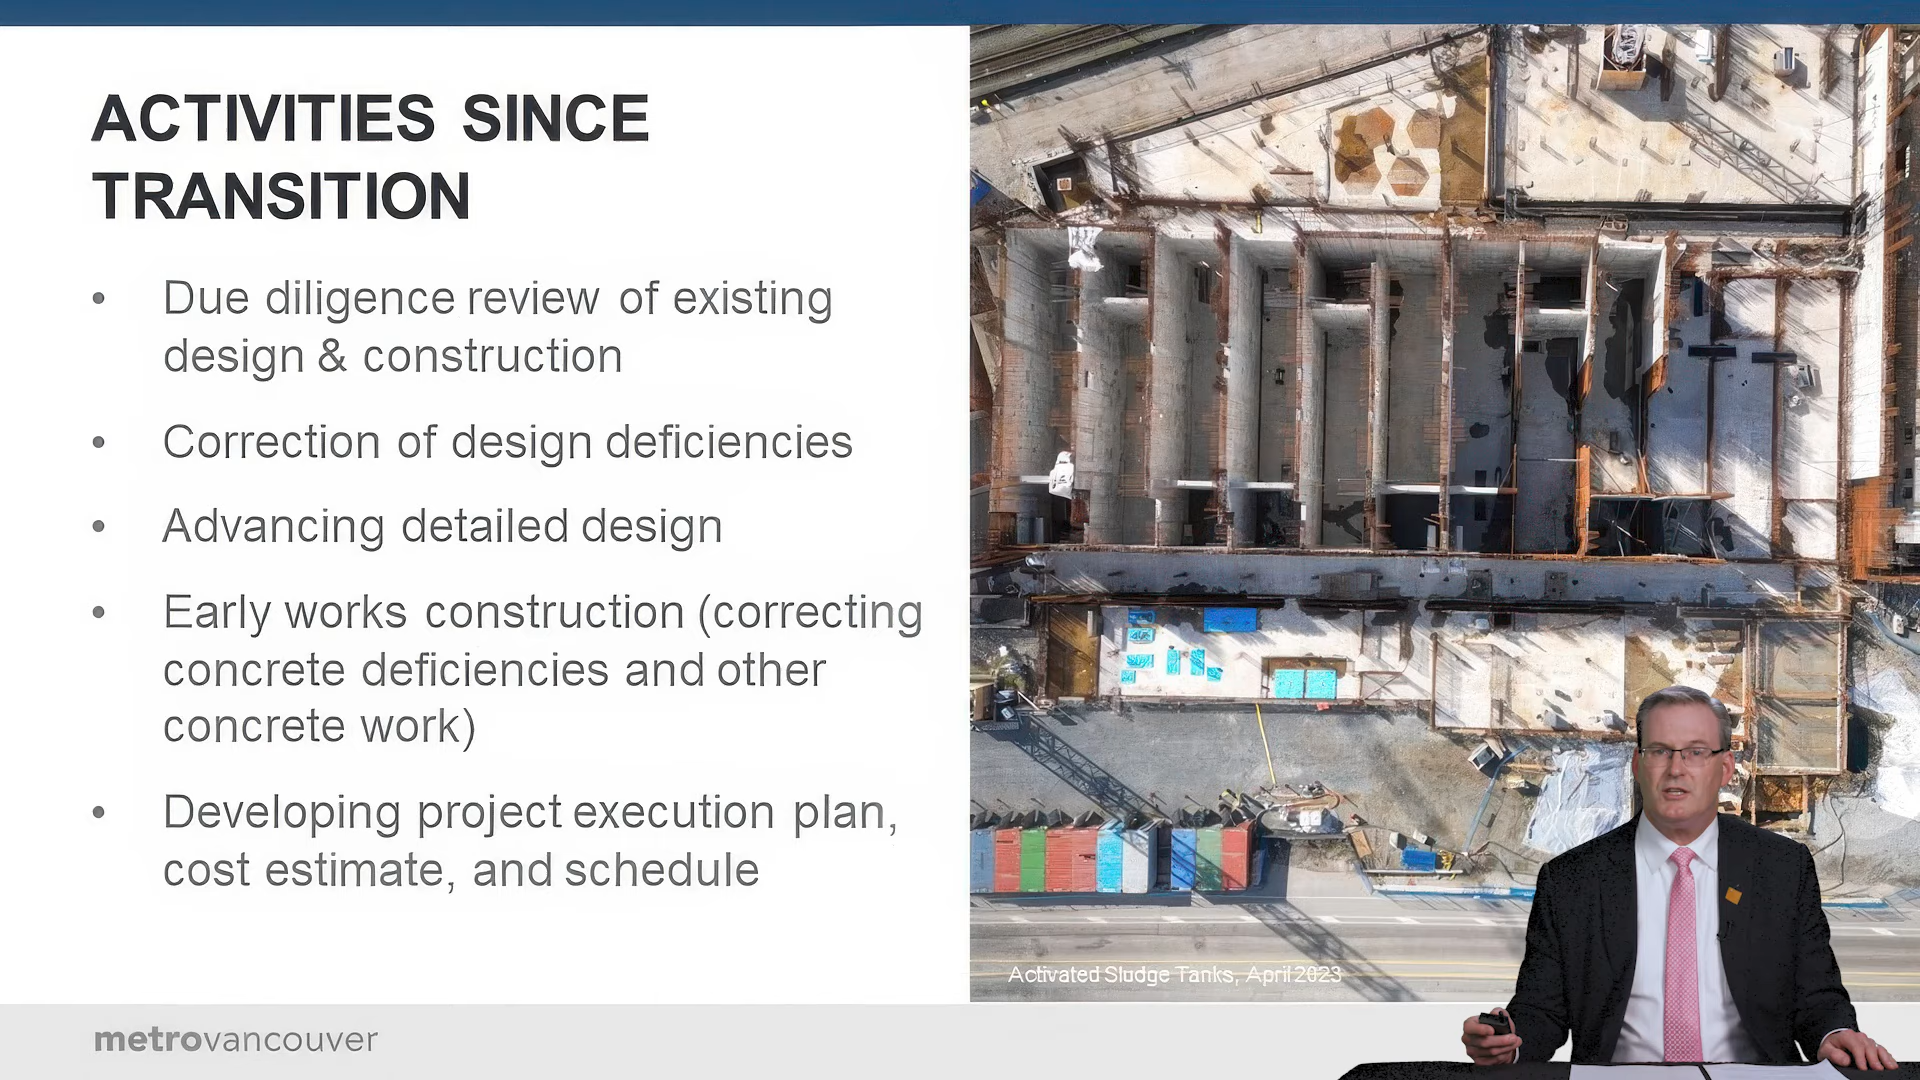 ACTIVITIES SINCE
TRANSITION
• Due diligence review of existing
design & construction
• Correction of design deficiencies
• Advancing detailed design
• Early works construction (correcting
concrete deficiencies and other
concrete work)
• Developing project execution plan,
cost estimate, and schedule
Activated Sludge Tanks, April 2023
metrovancouver